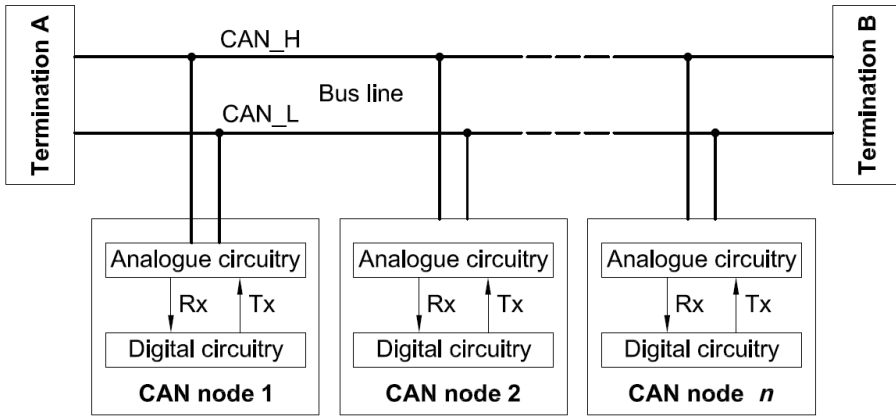 Termination A
CAN_H
Bus line
CAN_L
Termination B
Analogue circuitry
Rx Tx
Digital circuitry
CAN node 1
Analogue circuitry
Rx Tx
Digital circuitry
CAN node 2
Analogue circuitry
Rx Tx
Digital circuitry
CAN node n